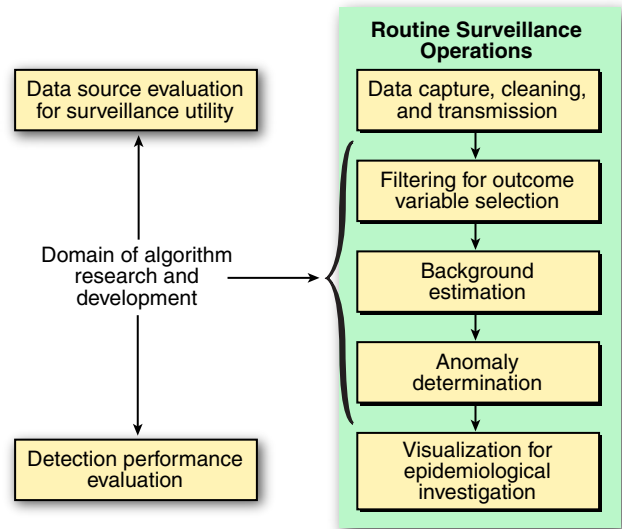 Routine Surveillance
Operations
Data source evaluation
for surveillance utility
Data capture, cleaning,
and transmission
Filtering for outcome
variable selection
Domain of algorithm
research and
development
Background
estimation
Anomaly
determination
Detection performance
evaluation
Visualization for
epidemiological
investigation